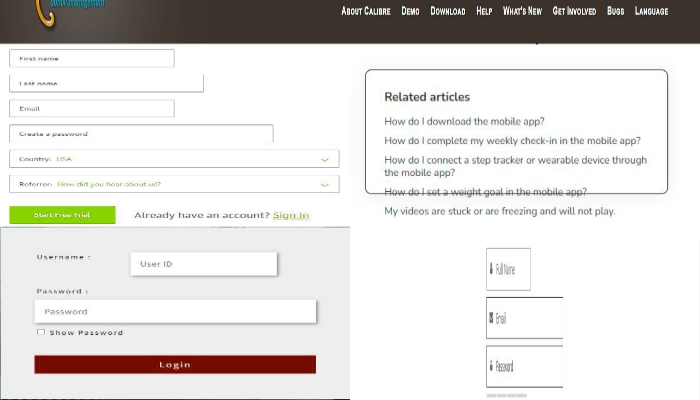 ebook management
ABOUT CALIBRE DEMO DOWNLOAD HELP WHAT'S NEW GET INVOLVED BUGS LANGUAGE
First name
Last name
Email
Create a password
Country: USA
Referrer: How did you hear about us?
Start Free Trial
Already have an account? Sign In
Username :
User ID
Password :
Password
Show Password
Login
Related articles
How do I download the mobile app?
How do I complete my weekly check-in in the mobile app?
How do I connect a step tracker or wearable device through
the mobile app?
How do I set a weight goal in the mobile app?
My videos are stuck or are freezing and will not play.
Full Name
Email
Password